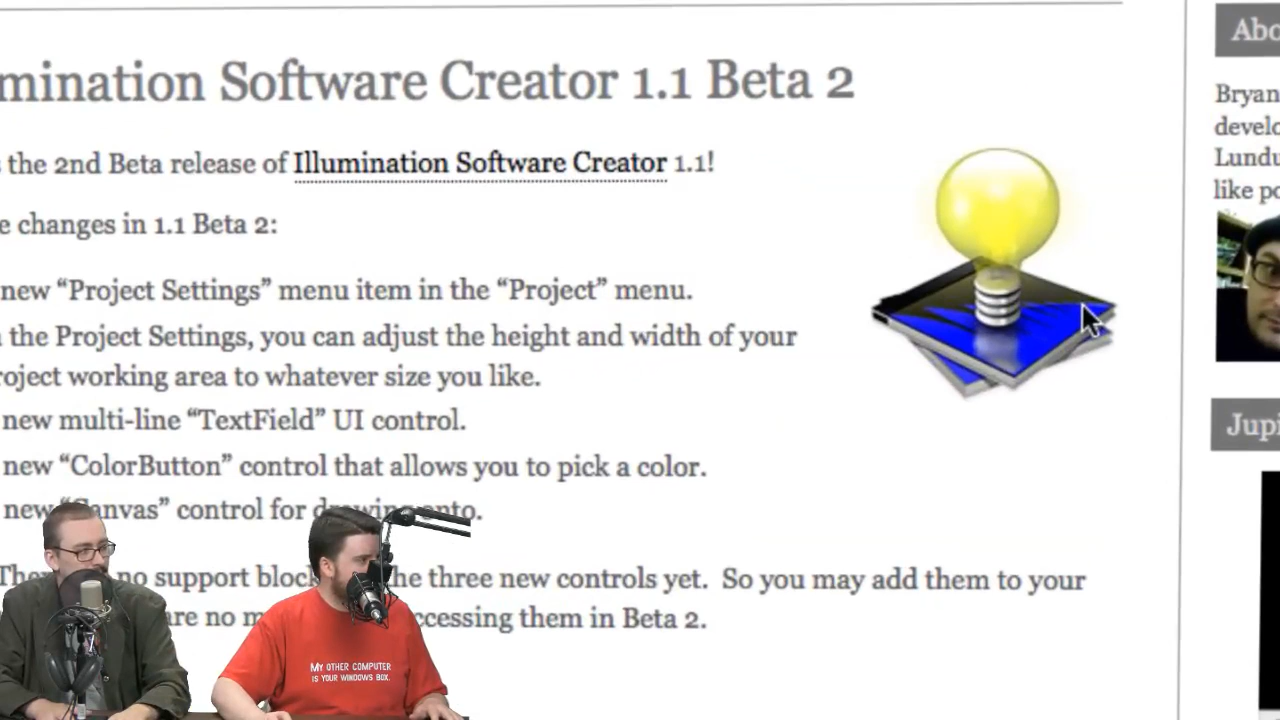 mination Software Creator 1.1 Beta 2
the 2nd Beta release of Illumination Software Creator 1.1!
e changes in 1.1 Beta 2:
new “Project Settings” menu item in the “Project” menu.
the Project Settings, you can adjust the height and width of your
roject working area to whatever size you like.
new multi-line “TextField” UI control.
new “ColorButton” control that allows you to pick a color.
new “Canvas” control for drawing onto.
no support block he three new controls yet. So you may add them to your
are no m ccessing them in Beta 2.
Abo
Bryan
develo
Lundu
like po
Jupi
MY OTHER COMPUTER
IS YOUR WINDOWS BOX.